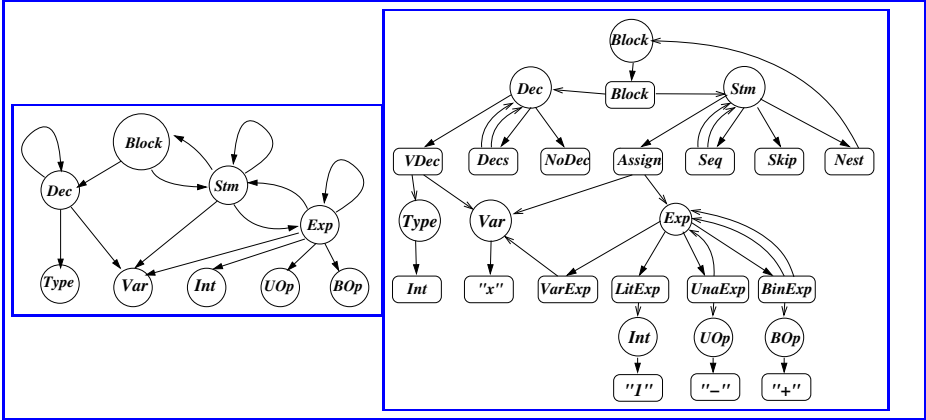 Block
Dec
Stm
Exp
Type
Var
Int
UOp
BOp
Block
Dec
Block
Stm
VDec
Decs
NoDec
Assign
Seq
Skip
Nest
Type
Var
Exp
Int
"x"
VarExp
LitExp
UnaExp
BinExp
Int
UOp
BOp
"1"
"−"
"+"